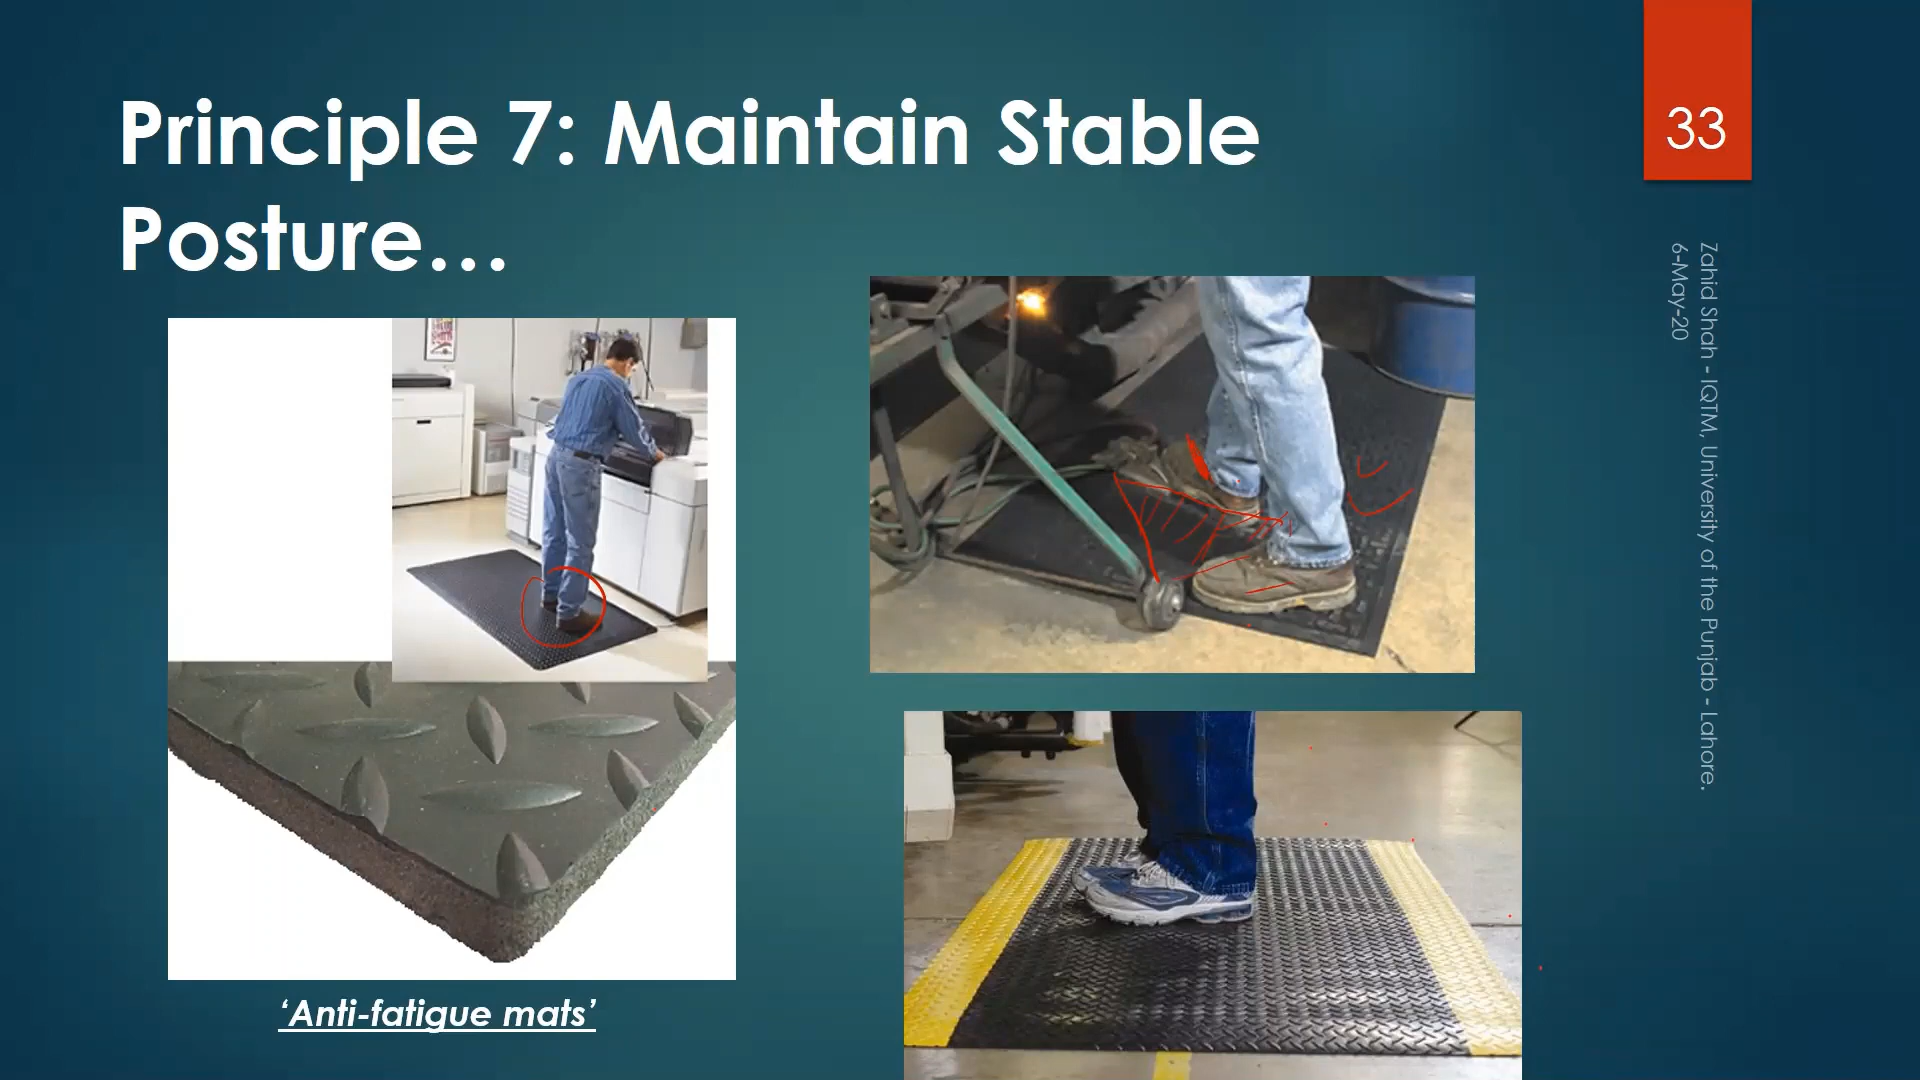 Principle 7: Maintain Stable
Posture…
33
6-May-20
Zahid Shah - IQTM, University of the Punjab - Lahore.
‘Anti-fatigue mats’